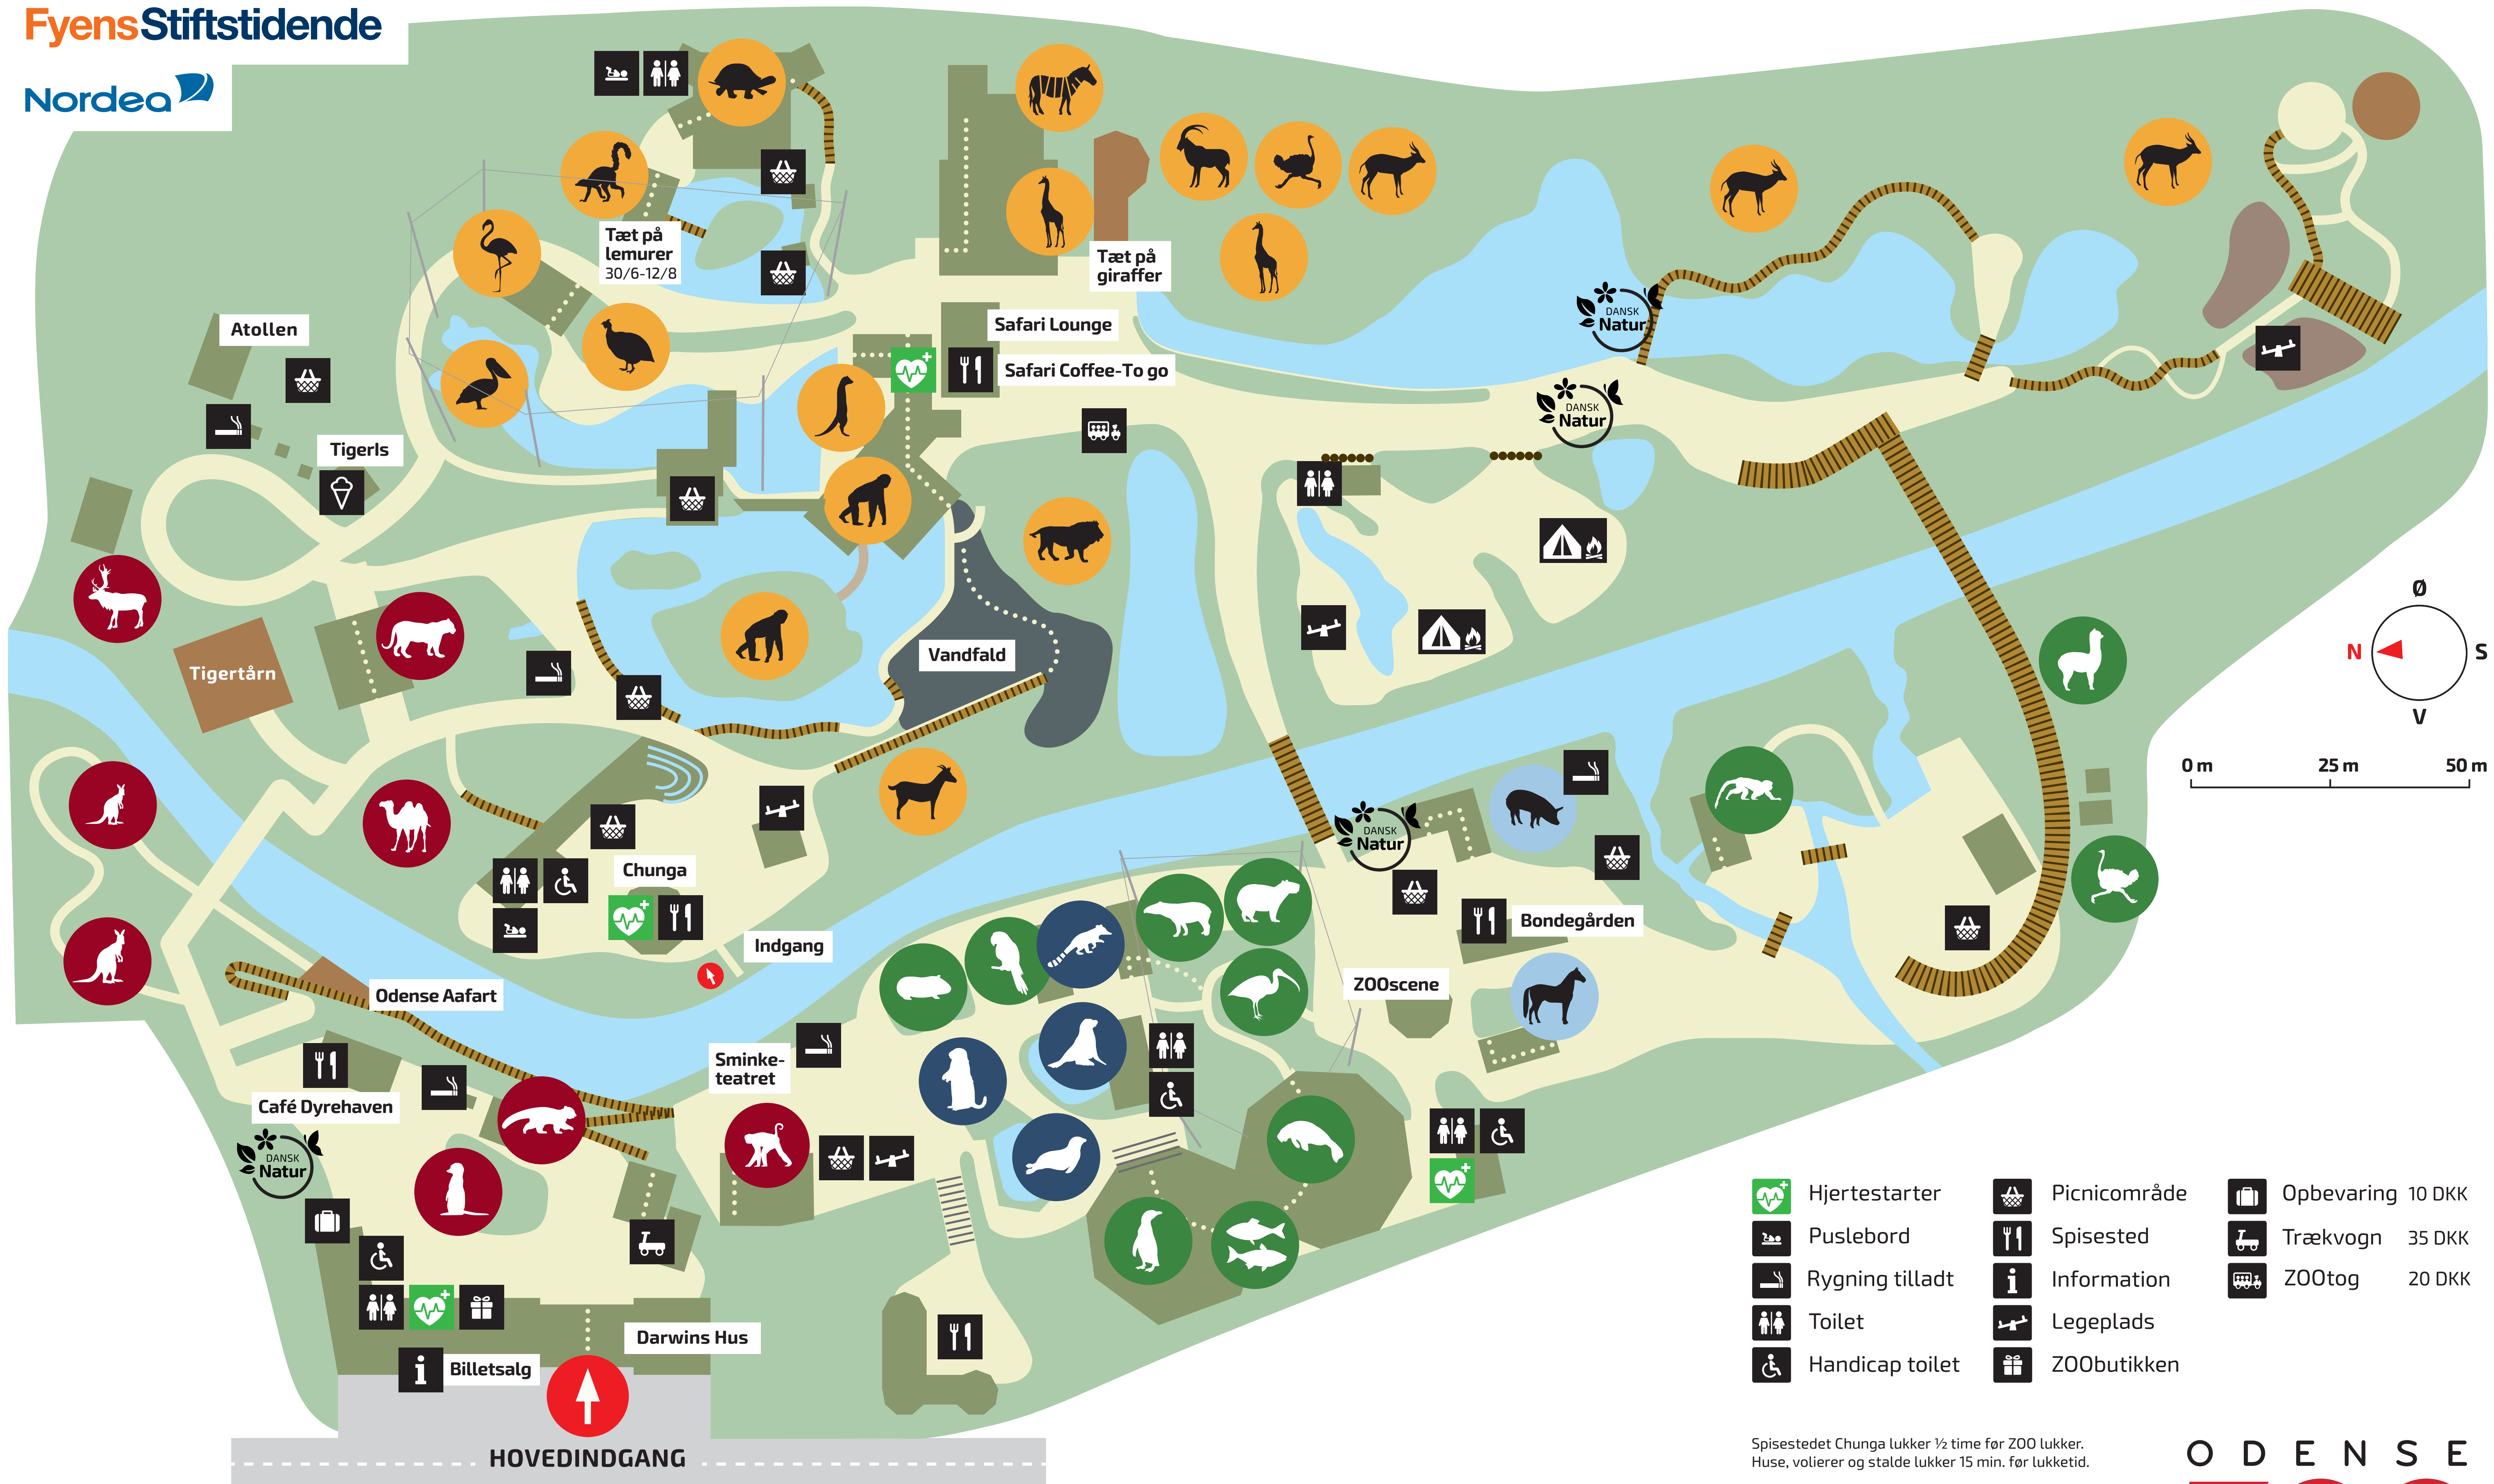 FyensStiftstidende
Nordea
Tæt på
lemurer
30/6-12/8
Tæt på
giraffer
Atollen
Safari Lounge
Safari Coffee-To go
DANSK
Natur
DANSK
Natur
TigerIs
Tigertårn
Vandfald
Ø
N
S
V
0 m
25 m
50 m
DANSK
Natur
Chunga
Indgang
Bondegården
ZOOscene
Odense Aafart
Sminke-
teatret
Café Dyrehaven
DANSK
Natur
Darwins Hus
Billetsalg
HOVEDINDGANG
Hjertestarter
Puslebord
Rygning tilladt
Toilet
Handicap toilet
Picnicområde
Spisested
Information
Legeplads
ZOObutikken
Opbevaring 10 DKK
Trækvogn 35 DKK
ZOOtog 20 DKK
Spisestedet Chunga lukker ½ time før ZOO lukker.
Huse, volierer og stalde lukker 15 min. før lukketid.
ODENSE